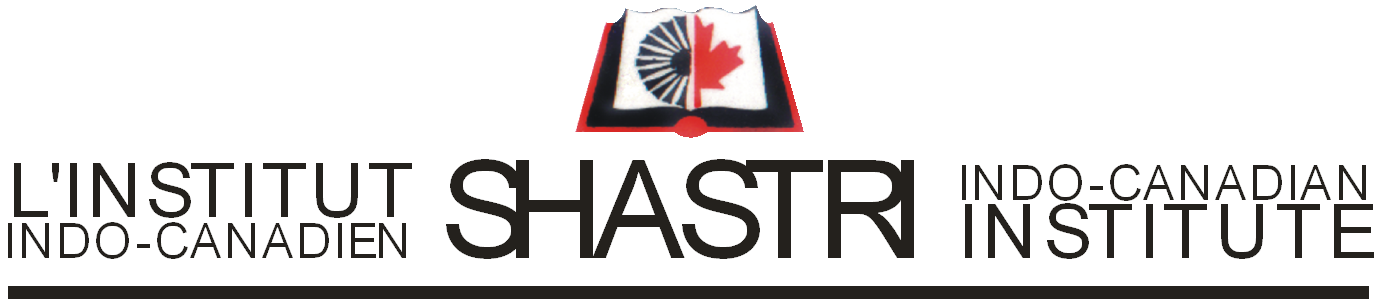 L'INSTITUT
INDO-CANADIEN
SHASTRI
INDO-CANADIAN
INSTITUTE